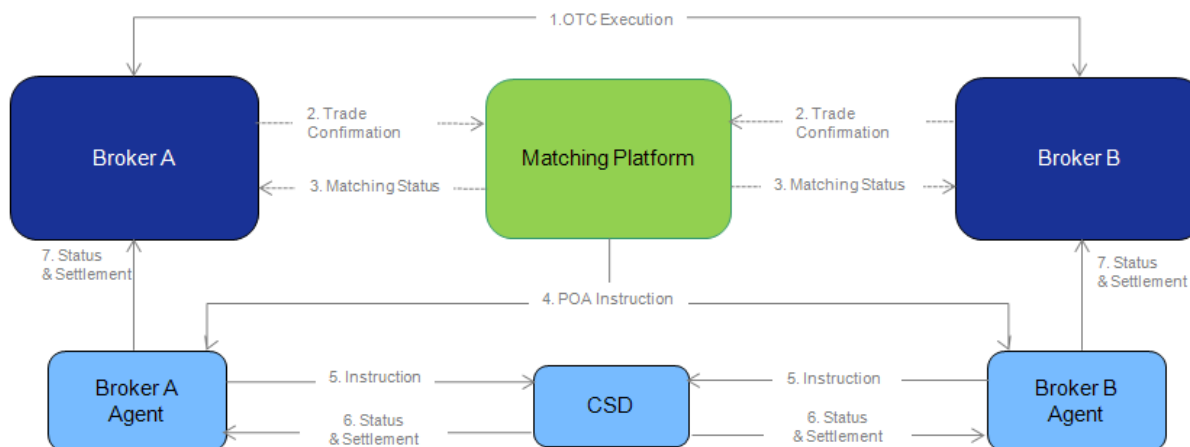 1.OTC Execution
2. Trade
Confirmation
2. Trade
Confirmation
Broker A
Matching Platform
Broker B
3. Matching Status
3. Matching Status
7. Status
& Settlement
7. Status
& Settlement
4. POA Instruction
Broker A
Agent
5. Instruction
CSD
5. Instruction
Broker B
Agent
6. Status
& Settlement
6. Status
& Settlement